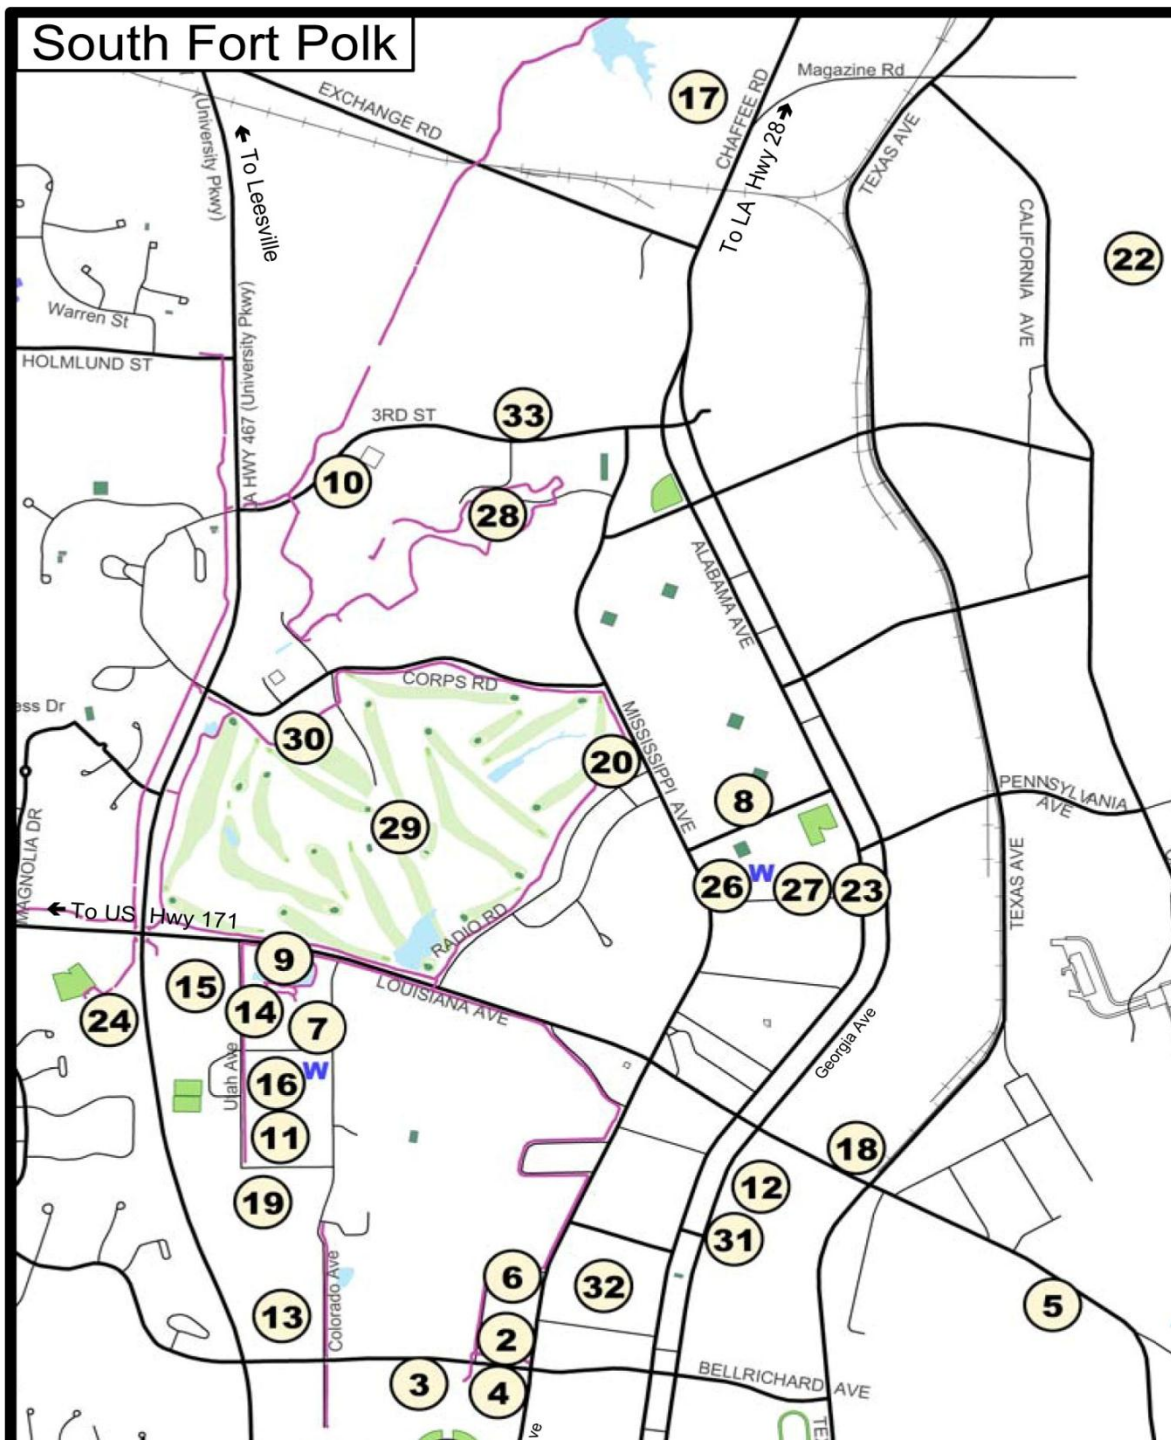 South Fort Polk
17
Magazine Rd
CHAFFEE RD
EXCHANGE RD
(University Pkwy)
To Leesville
To LA Hwy 28
TEXAS AVE
CALIFORNIA AVE
22
Warren St
HOLMLUND ST
HWY 467 (University Pkwy)
3RD ST
33
10
28
ALABAMA AVE
CORPS RD
ess Dr
30
MISSISSIPPI AVE
20
8
PENNSYLVANIA
AVE
29
MAGNOLIA DR
26
W
27
23
TEXAS AVE
To US Hwy 171
RADIO RD
9
15
LOUISIANA AVE
14
24
7
Georgia Ave
Utah Ave
16
W
11
18
12
19
31
6
32
5
13
Colorado Ave
2
3
4
BELLRICHARD AVE
ve
TE